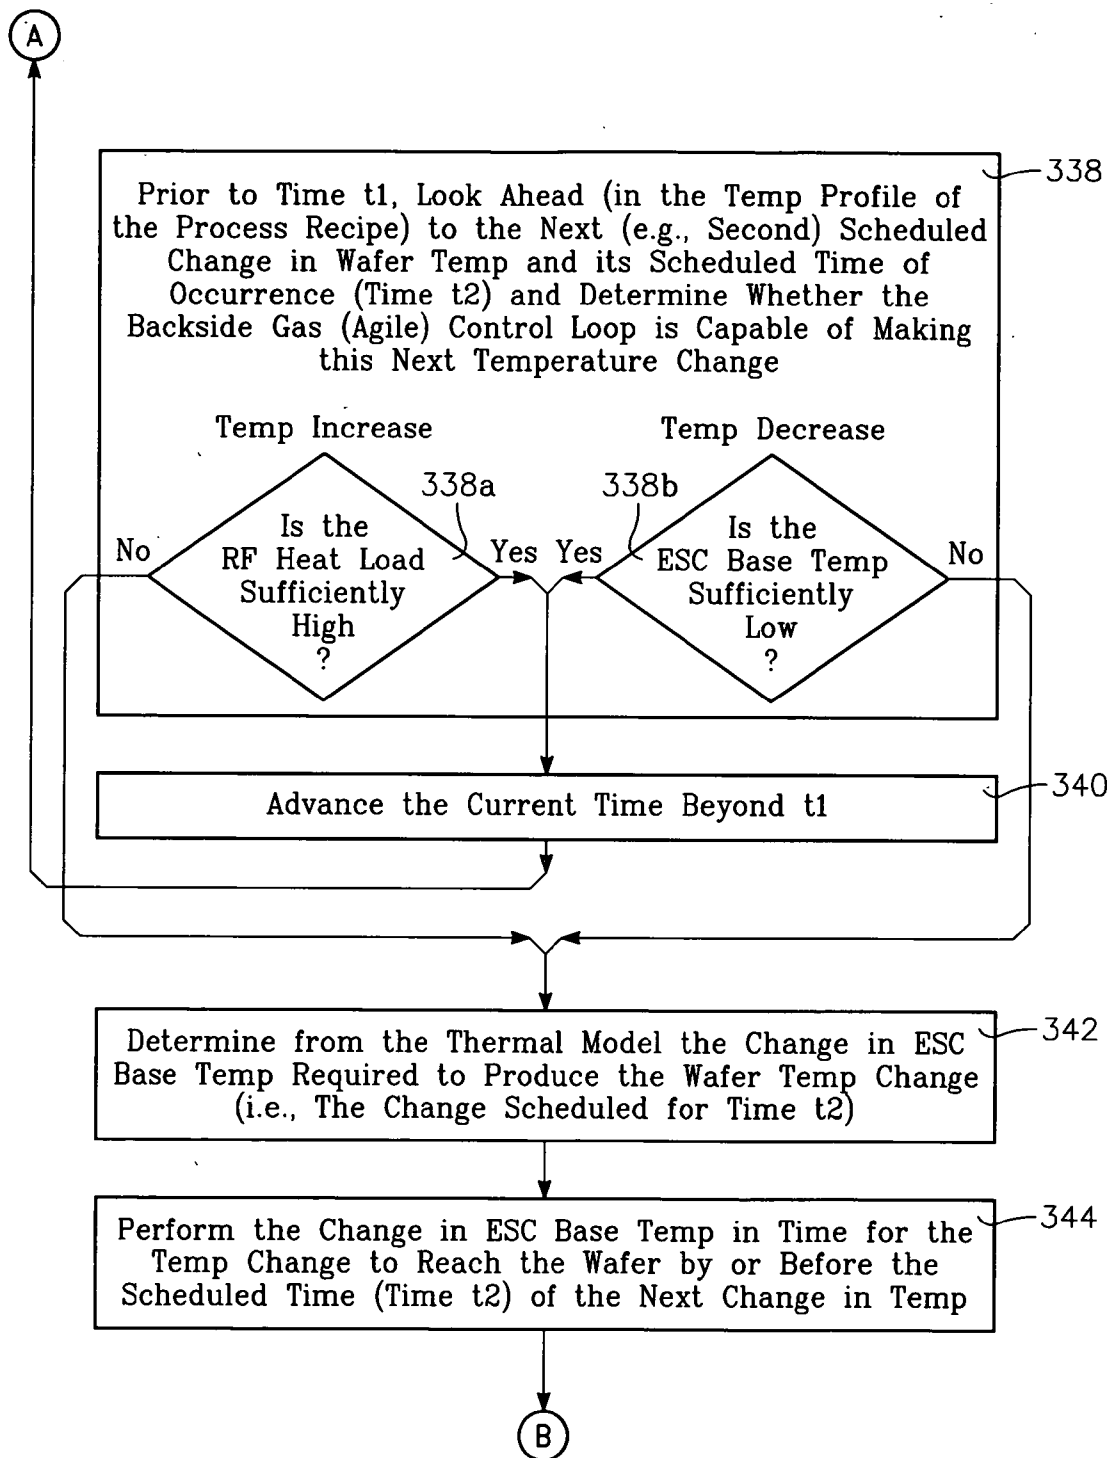 A
338
Prior to Time t1, Look Ahead (in the Temp Profile of
the Process Recipe) to the Next (e.g., Second) Scheduled
Change in Wafer Temp and its Scheduled Time of
Occurrence (Time t2) and Determine Whether the
Backside Gas (Agile) Control Loop is Capable of Making
this Next Temperature Change
Temp Increase
Temp Decrease
338a
338b
No
Is the
RF Heat Load
Sufficiently
High
?
Yes
Yes
Is the
ESC Base Temp
Sufficiently
Low
?
No
Advance the Current Time Beyond t1
340
Determine from the Thermal Model the Change in ESC
Base Temp Required to Produce the Wafer Temp Change
(i.e., The Change Scheduled for Time t2)
342
Perform the Change in ESC Base Temp in Time for the
Temp Change to Reach the Wafer by or Before the
Scheduled Time (Time t2) of the Next Change in Temp
344
B